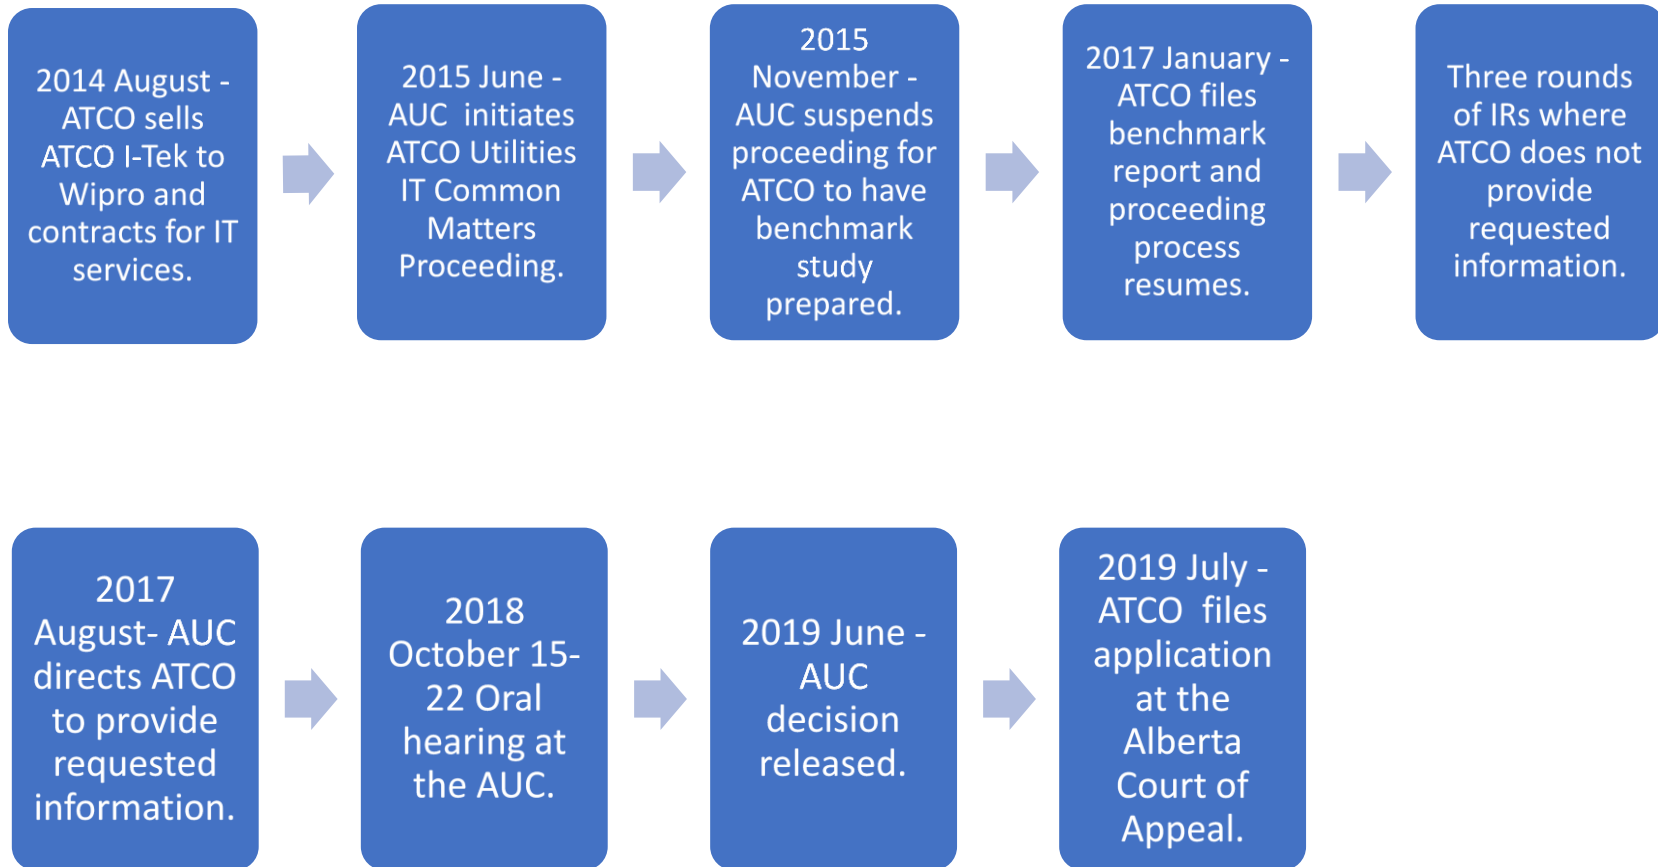 2014 August -
ATCO sells
ATCO I-Tek to
Wipro and
contracts for IT
services.
2015 June -
AUC initiates
ATCO Utilities
IT Common
Matters
Proceeding.
2015
November -
AUC suspends
proceeding for
ATCO to have
benchmark
study
prepared.
2017 January -
ATCO files
benchmark
report and
proceeding
process
resumes.
Three rounds
of IRs where
ATCO does not
provide
requested
information.
2017
August- AUC
directs ATCO
to provide
requested
information.
2018
October 15-
22 Oral
hearing at
the AUC.
2019 June -
AUC
decision
released.
2019 July -
ATCO files
application
at the
Alberta
Court of
Appeal.